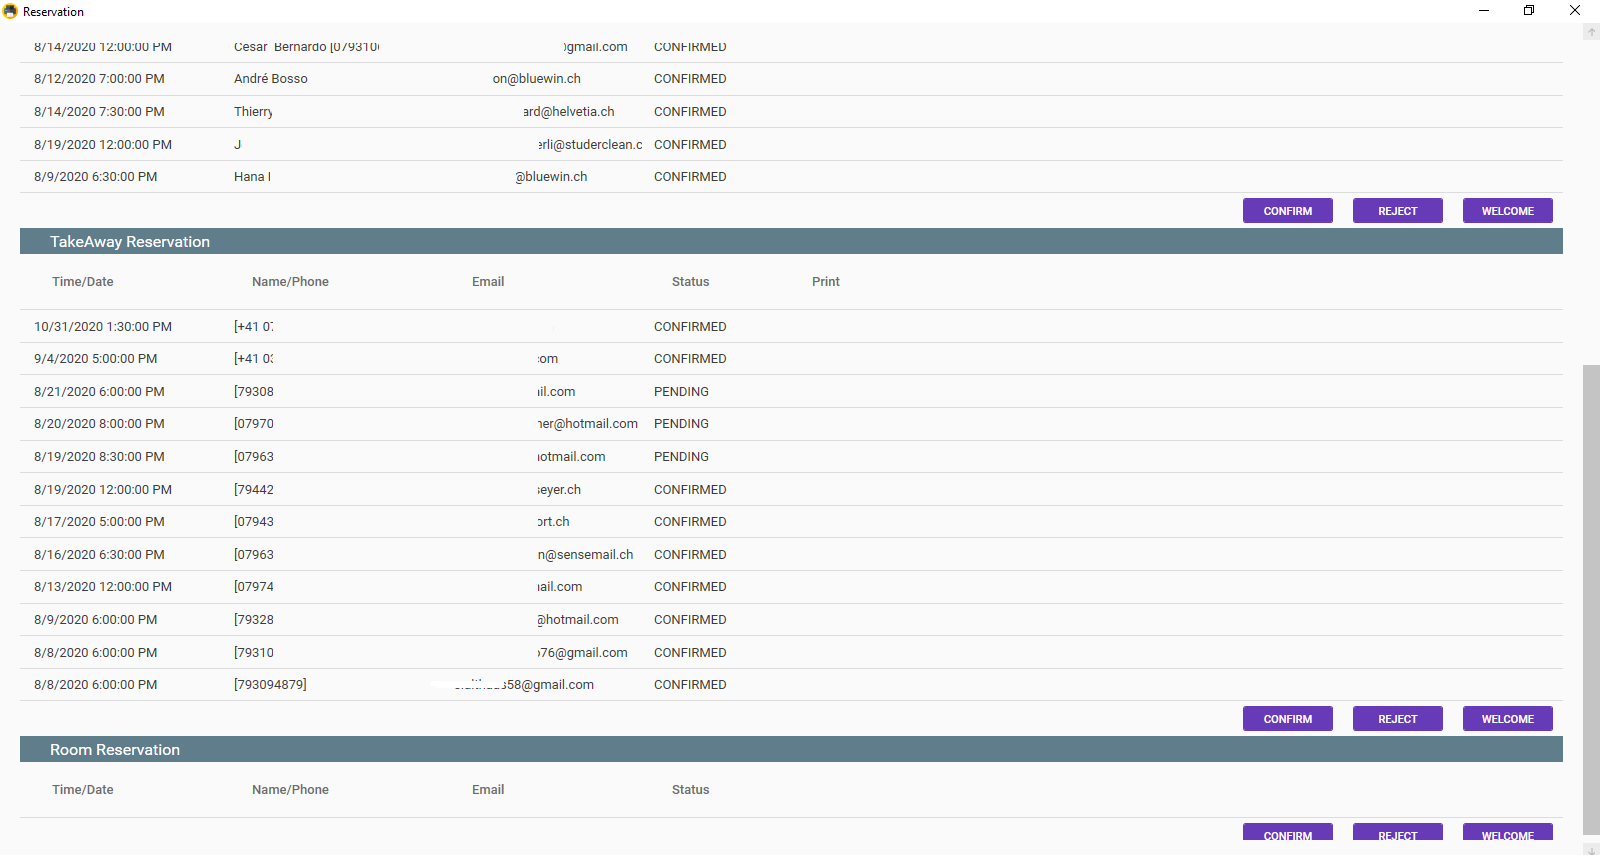 Reservation
8/14/2020 12:00:00 PM Cesar Bernardo [079310 @gmail.com CONFIRMED
8/12/2020 7:00:00 PM André Bosso on@bluewin.ch CONFIRMED
8/14/2020 7:30:00 PM Thierry ard@helvetia.ch CONFIRMED
8/19/2020 12:00:00 PM J erli@studerclean.c CONFIRMED
8/9/2020 6:30:00 PM Hana @bluewin.ch CONFIRMED
CONFIRM REJECT WELCOME
TakeAway Reservation
Time/Date Name/Phone Email Status Print
10/31/2020 1:30:00 PM [+41 07 CONFIRMED
9/4/2020 5:00:00 PM [+41 03 com CONFIRMED
8/21/2020 6:00:00 PM [79308 il.com PENDING
8/20/2020 8:00:00 PM [07970 ner@hotmail.com PENDING
8/19/2020 8:30:00 PM [07963 hotmail.com PENDING
8/19/2020 12:00:00 PM [79442 seyer.ch CONFIRMED
8/17/2020 5:00:00 PM [07943 ort.ch CONFIRMED
8/16/2020 6:30:00 PM [07963 n@sensemail.ch CONFIRMED
8/13/2020 12:00:00 PM [07974 ail.com CONFIRMED
8/9/2020 6:00:00 PM [79328 @hotmail.com CONFIRMED
8/8/2020 6:00:00 PM [79310 76@gmail.com CONFIRMED
8/8/2020 6:00:00 PM [793094879] 58@gmail.com CONFIRMED
CONFIRM REJECT WELCOME
Room Reservation
Time/Date Name/Phone Email Status
CONFIRM REJECT WELCOME